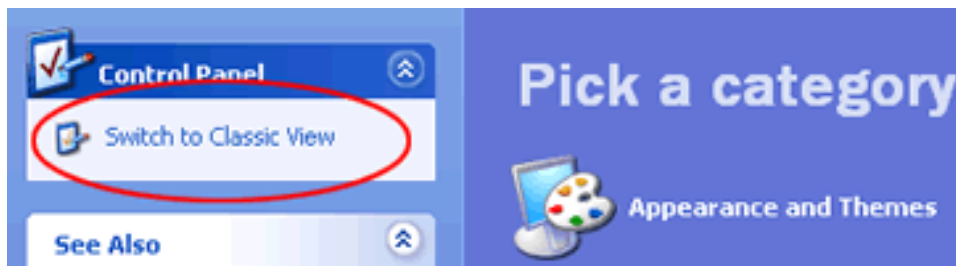 Control Panel
Switch to Classic View
See Also
Pick a category
Appearance and Themes